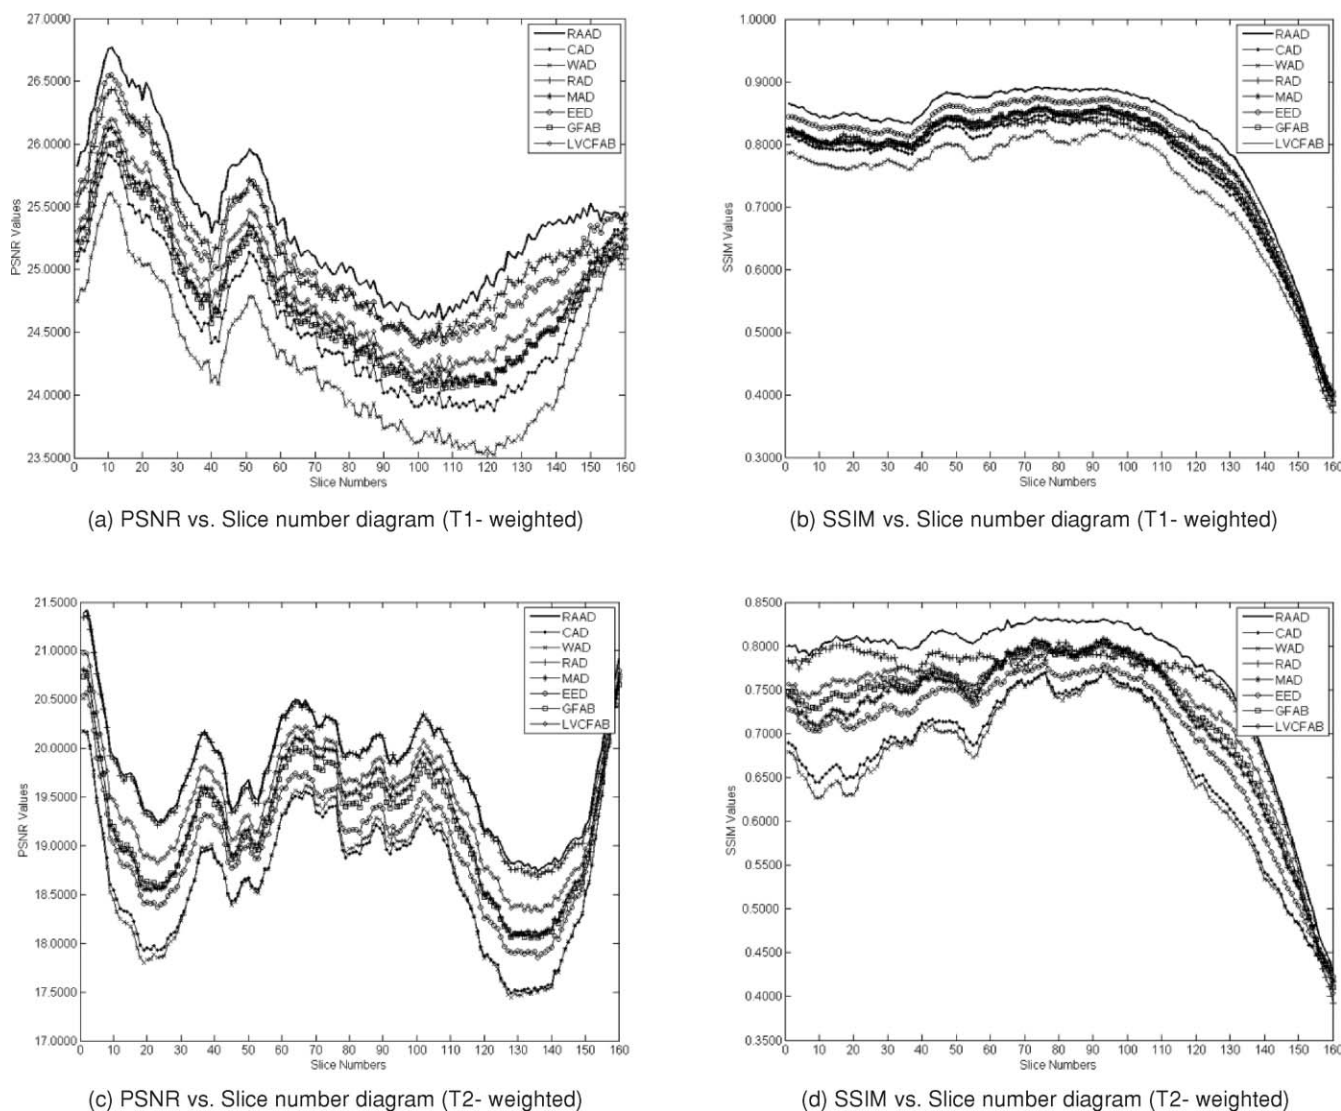 27.0000
26.5000
26.0000
25.5000
25.0000
24.5000
24.0000
23.5000
PSNR Values
1 10 20 30 40 50 60 70 80 90 100 110 120 130 140 150 160
Slice Numbers
RAAD
CAD
WAD
RAD
MAD
EED
GFAB
LVCFAB
(a) PSNR vs. Slice number diagram (T1- weighted)
1.0000
0.9000
0.8000
0.7000
0.6000
0.5000
0.4000
0.3000
SSIM Values
1 10 20 30 40 50 60 70 80 90 100 110 120 130 140 150 160
Slice Numbers
RAAD
CAD
WAD
RAD
MAD
EED
GFAB
LVCFAB
(b) SSIM vs. Slice number diagram (T1- weighted)
21.5000
21.0000
20.5000
20.0000
19.5000
19.0000
18.5000
18.0000
17.5000
17.0000
PSNR Values
1 10 20 30 40 50 60 70 80 90 100 110 120 130 140 150 160
Slice Numbers
RAAD
CAD
WAD
RAD
MAD
EED
GFAB
LVCFAB
(c) PSNR vs. Slice number diagram (T2- weighted)
0.8500
0.8000
0.7500
0.7000
0.6500
0.6000
0.5500
0.5000
0.4500
0.4000
0.3500
SSIM Values
1 10 20 30 40 50 60 70 80 90 100 110 120 130 140 150 160
Slice Numbers
RAAD
CAD
WAD
RAD
MAD
EED
GFAB
LVCFAB
(d) SSIM vs. Slice number diagram (T2- weighted)